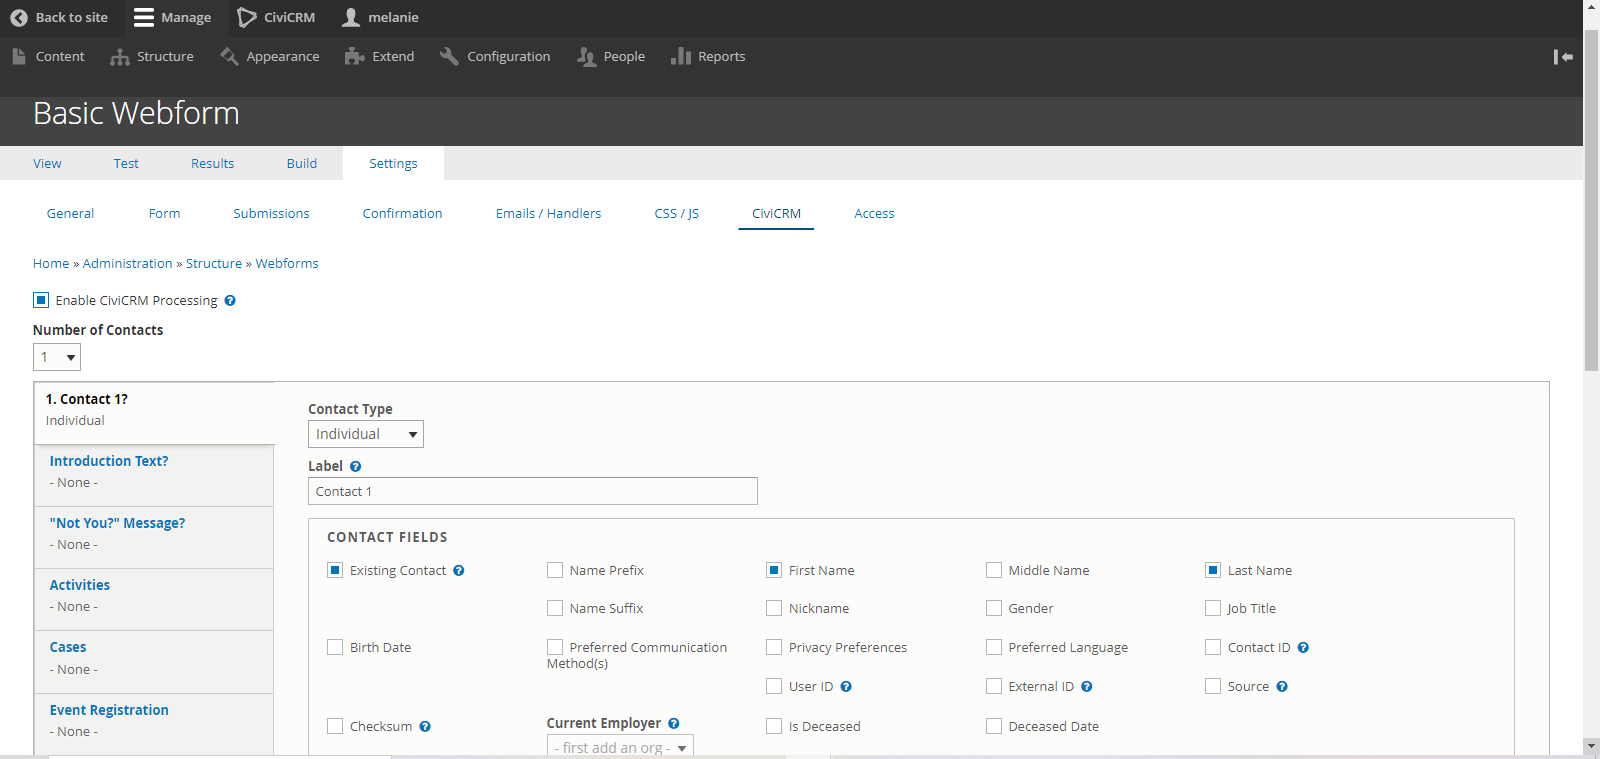 Back to site Manage CiviCRM melanie
Content Structure Appearance Extend Configuration People Reports
Basic Webform
View Test Results Build Settings
General Form Submissions Confirmation Emails / Handlers CSS / JS CiviCRM Access
Home » Administration » Structure » Webforms
Enable CiviCRM Processing ?
Number of Contacts
1
1. Contact 1?
Individual
Introduction Text?
- None -
"Not You?" Message?
- None -
Activities
- None -
Cases
- None -
Event Registration
- None -
Contact Type
Individual
Label ?
Contact 1
CONTACT FIELDS
Existing Contact ? Name Prefix First Name Middle Name Last Name
Name Suffix Nickname Gender Job Title
Birth Date Preferred Communication Privacy Preferences Preferred Language Contact ID ?
Method(s)
User ID ? External ID ? Source ?
Checksum ? Current Employer ? Is Deceased Deceased Date
- first add an org -